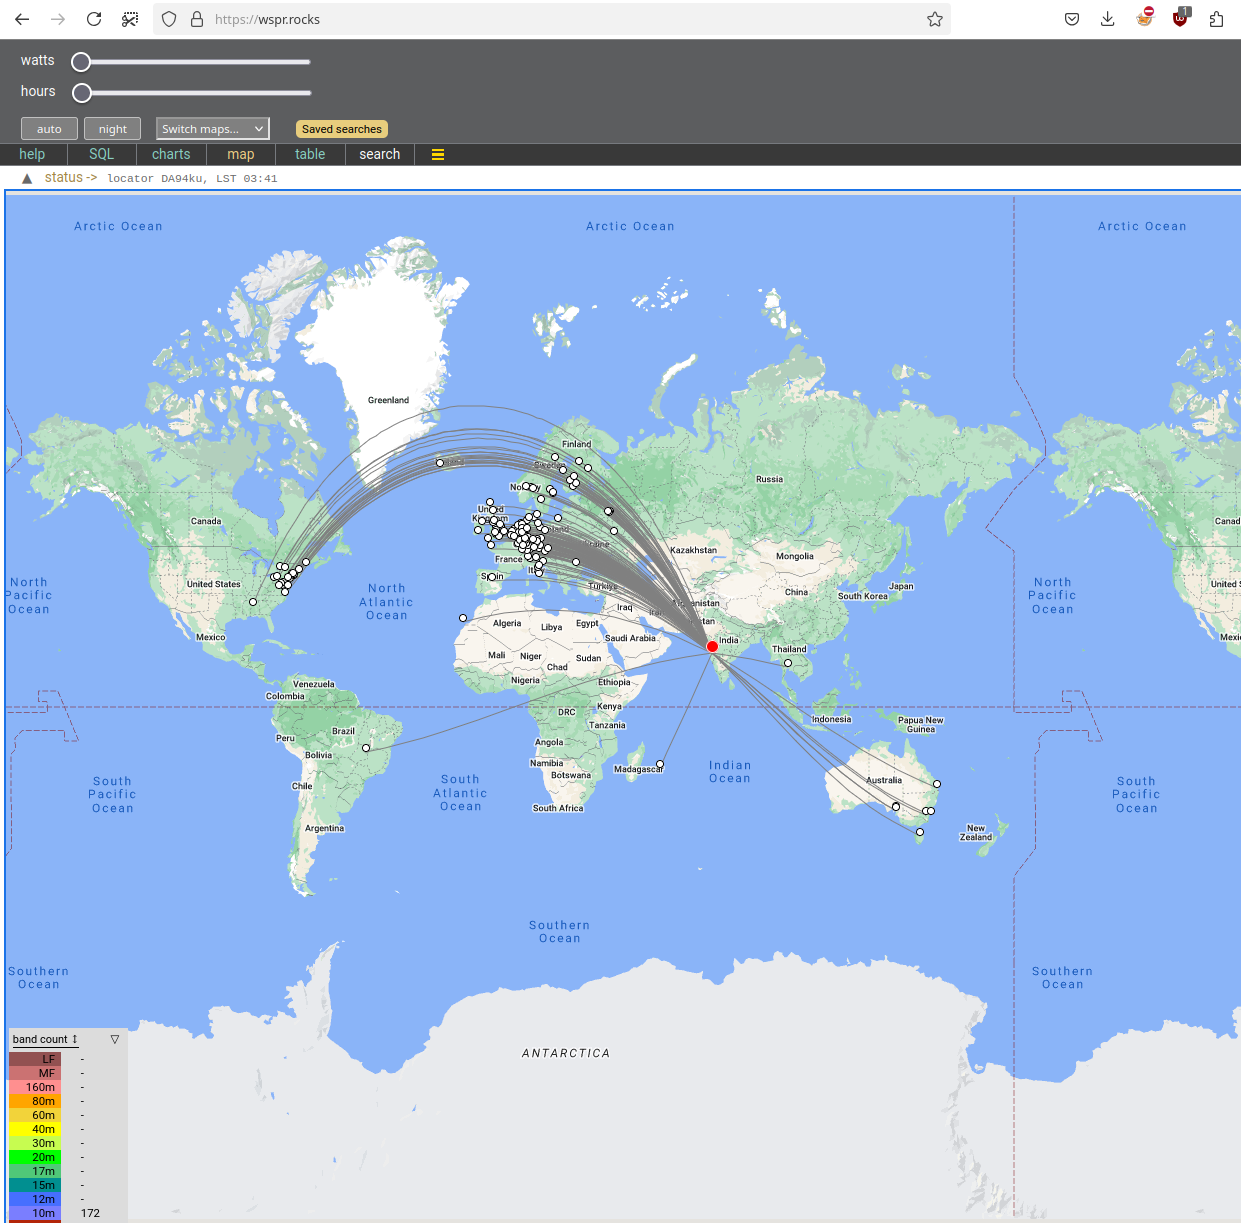 https://wspr.rocks
1
watts
hours
auto night Switch maps... Saved searches
help SQL charts map table search
status -> locator DA94ku, LST 03:41
Arctic Ocean Arctic Ocean Arctic Ocean
Greenland
Finland
Russia
Canada
United
Kazakhstan
Mongolia
France
United States
North
Pacific
Ocean
North
Atlantic
Ocean
North
Pacific
Ocean
Türkiye
Japan
China
South Korea
Iraq
Algeria
Libya
Egypt
Mexico
Saudi Arabia
India
Thailand
Mali
Niger
Sudan
Chad
Nigeria
Ethiopia
Venezuela
Colombia
Kenya
DRC
Indonesia
Papua New
Guinea
Tanzania
Brazil
Peru
Angola
Bolivia
Namibia
Madagascar
Botswana
Indian
Ocean
South
Pacific
Ocean
South
Atlantic
Ocean
South
Pacific
Ocean
Australia
Chile
South Africa
Argentina
New
Zealand
Southern
Ocean
Southern
Ocean
Southern
Ocean
ANTARCTICA
band count
LF -
MF -
160m -
80m -
60m -
40m -
30m -
20m -
17m -
15m -
12m -
10m 172